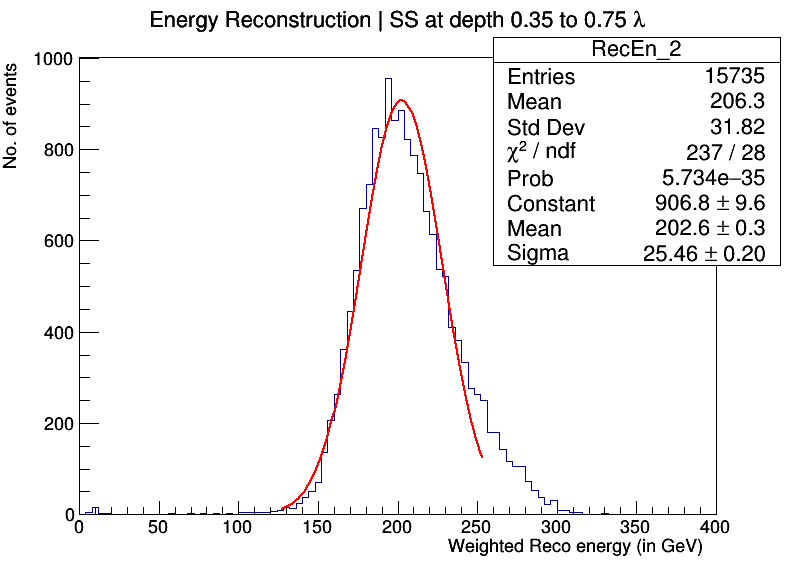 Energy Reconstruction | SS at depth 0.35 to 0.75 λ
RecEn_2
Entries 15735
Mean 206.3
Std Dev 31.82
χ² / ndf 237 / 28
Prob 5.734e−35
Constant 906.8 ± 9.6
Mean 202.6 ± 0.3
Sigma 25.46 ± 0.20
No. of events
1000
800
600
400
200
0
0 50 100 150 200 250 300 350 400
Weighted Reco energy (in GeV)